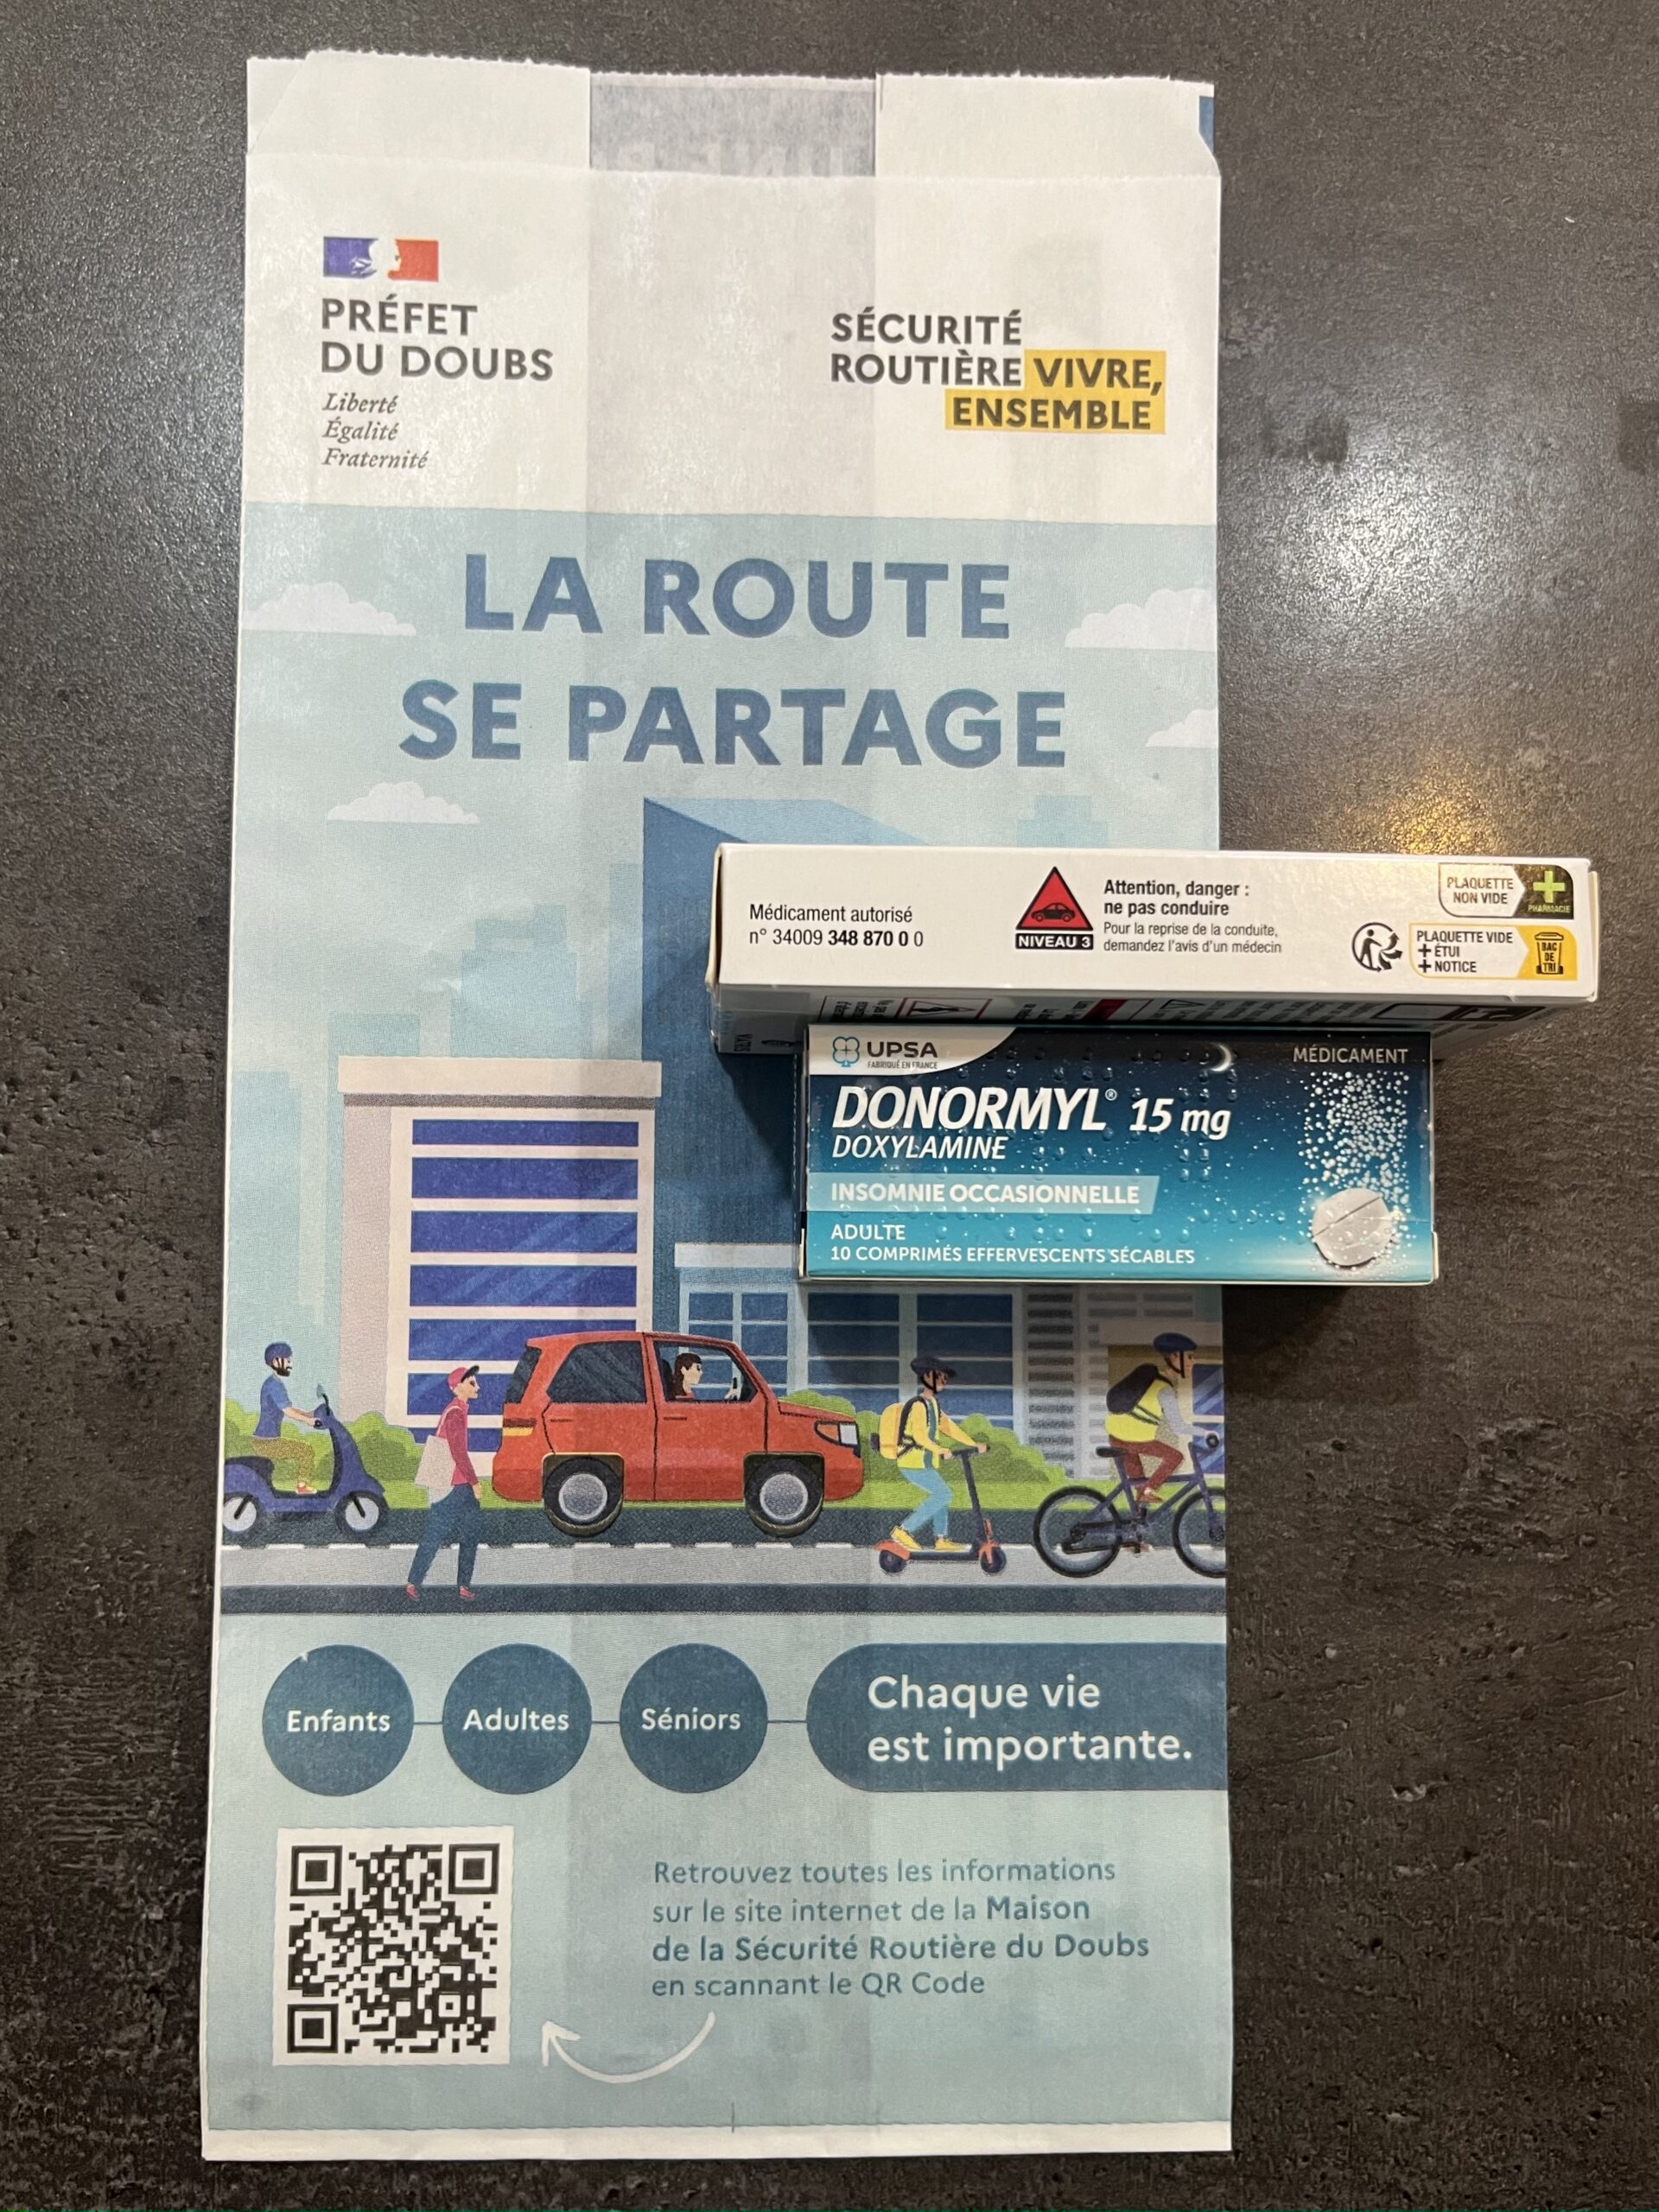 PRÉFET
DU DOUBS
Liberté
Égalité
Fraternité
SÉCURITÉ
ROUTIÈRE VIVRE,
ENSEMBLE
LA ROUTE
SE PARTAGE
Médicament autorisé
n° 34009 348 870 0 0
NIVEAU 3
Attention, danger :
ne pas conduire
Pour la reprise de la conduite,
demandez l'avis d'un médecin
PLAQUETTE
NON VIDE
PHARMACIE
PLAQUETTE VIDE
+ ÉTUI
+ NOTICE
BAC
DE
TRI
UPSA
FABRIQUÉ EN FRANCE
MÉDICAMENT
DONORMYL® 15 mg
DOXYLAMINE
INSOMNIE OCCASIONNELLE
ADULTE
10 COMPRIMÉS EFFERVESCENTS SÉCABLES
Enfants
Adultes
Séniors
Chaque vie
est importante.
Retrouvez toutes les informations
sur le site internet de la Maison
de la Sécurité Routière du Doubs
en scannant le QR Code